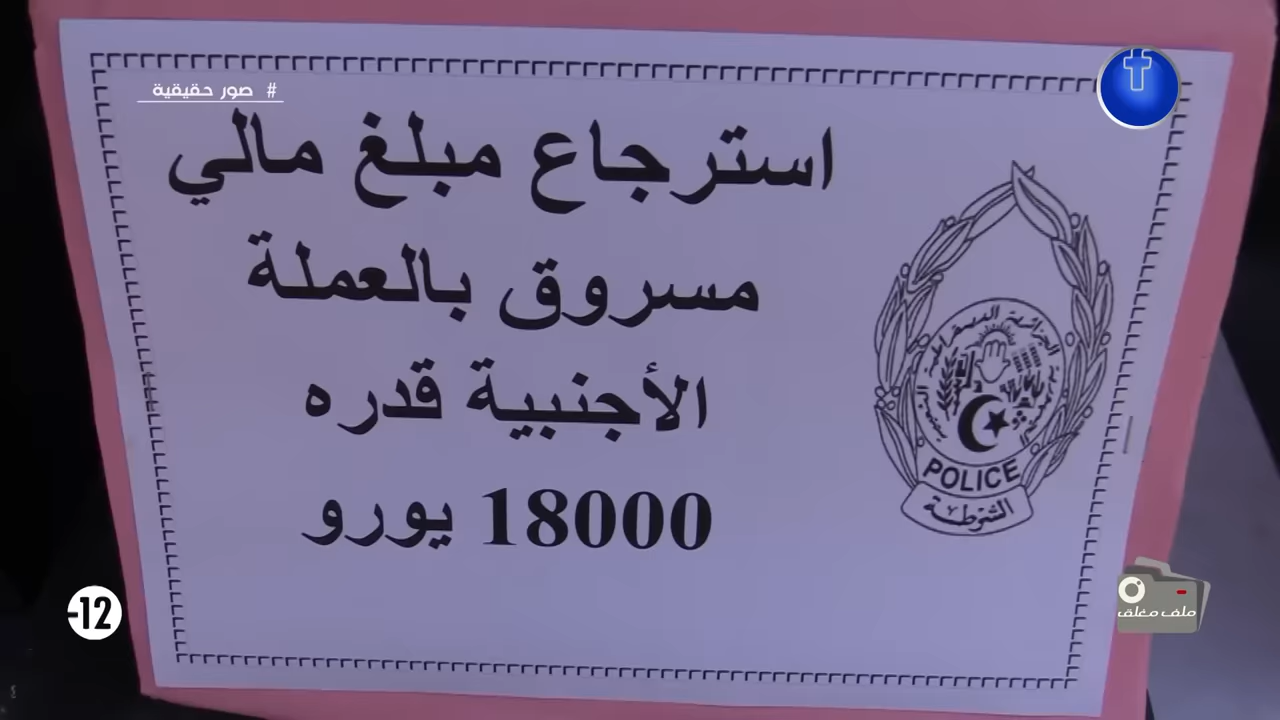 # صور حقيقية
استرجاع مبلغ مالي
مسروق بالعملة
الأجنبية قدره
18000 يورو
POLICE
الشرطة
-12
ملف مغلق